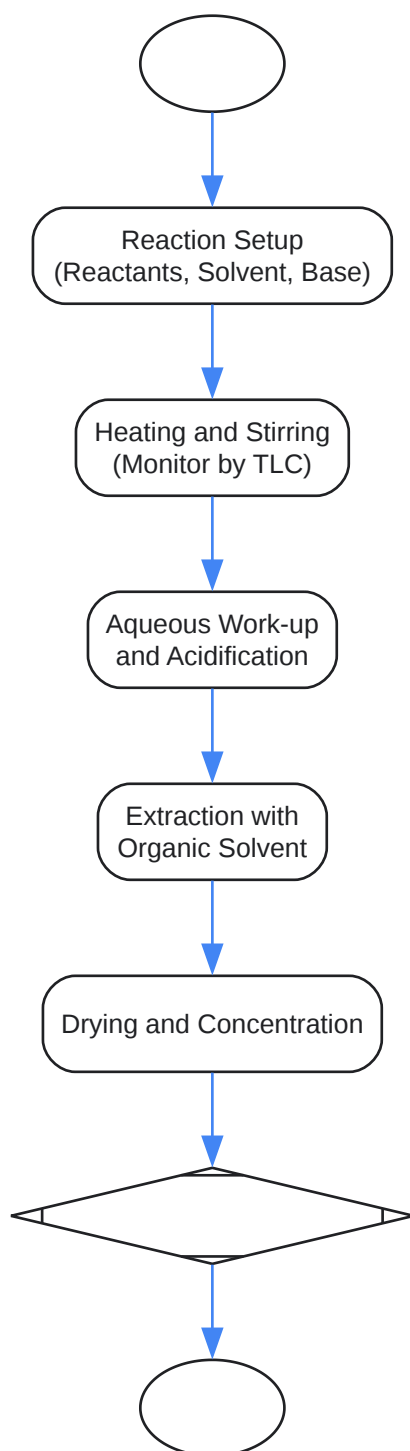 Reaction Setup
(Reactants, Solvent, Base)
Heating and Stirring
(Monitor by TLC)
Aqueous Work-up
and Acidification
Extraction with
Organic Solvent
Drying and Concentration